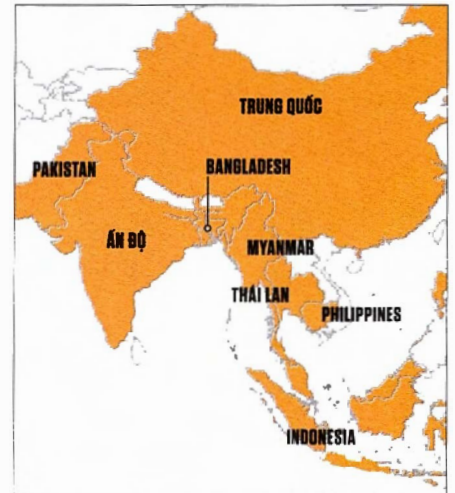 TRUNG QUỐC
PAKISTAN
BANGLADESH
ẤN ĐỘ
MYANMAR
THÁI LAN
PHILIPPINES
INDONESIA